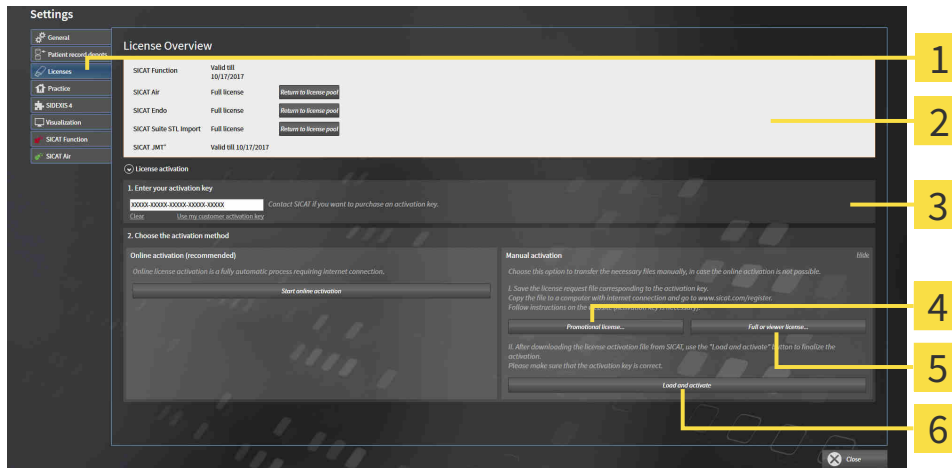 Settings
General
Patient record depots
Licenses
Practice
SIDEXIS 4
Visualization
SICAT Function
SICAT Air
License Overview
SICAT Function Valid till 10/17/2017
SICAT Air Full license Return to license pool
SICAT Endo Full license Return to license pool
SICAT Suite STL Import Full license Return to license pool
SICAT JMT+ Valid till 10/17/2017
License activation
1. Enter your activation key
XXXXX-XXXXX-XXXXX-XXXXX-XXXXX Contact SICAT if you want to purchase an activation key.
Clear Use my customer activation key
2. Choose the activation method
Online activation (recommended)
Online license activation is a fully automatic process requiring internet connection.
Start online activation
Manual activation Hide
Choose this option to transfer the necessary files manually, in case the online activation is not possible.
I. Save the license request file corresponding to the activation key.
Copy the file to a computer with internet connection and go to www.sicat.com/register.
Follow instructions on the
Promotional license... Full or viewer license...
II. After downloading the license activation file from SICAT, use the "Load and activate" button to finalize the
activation.
Please make sure that the activation key is correct.
Load and activate
Close
1
2
3
4
5
6